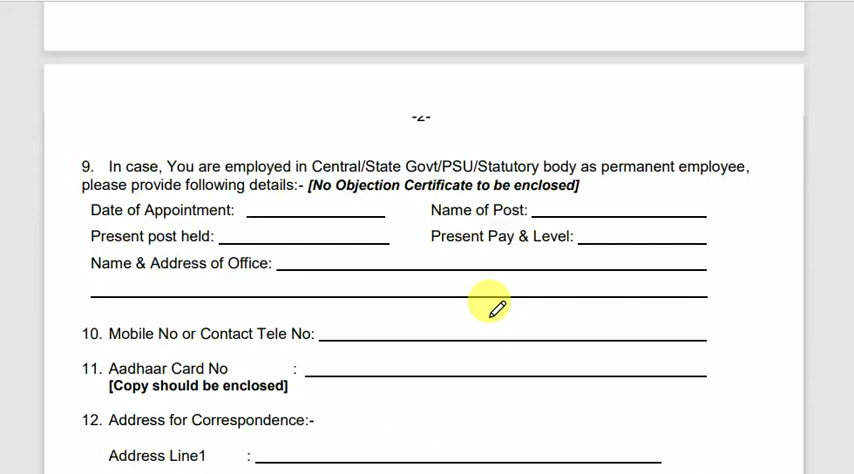 -2-
9. In case, You are employed in Central/State Govt/PSU/Statutory body as permanent employee,
please provide following details:- [No Objection Certificate to be enclosed]
Date of Appointment: Name of Post:
Present post held: Present Pay & Level:
Name & Address of Office:
10. Mobile No or Contact Tele No:
11. Aadhaar Card No :
[Copy should be enclosed]
12. Address for Correspondence:-
Address Line1 :